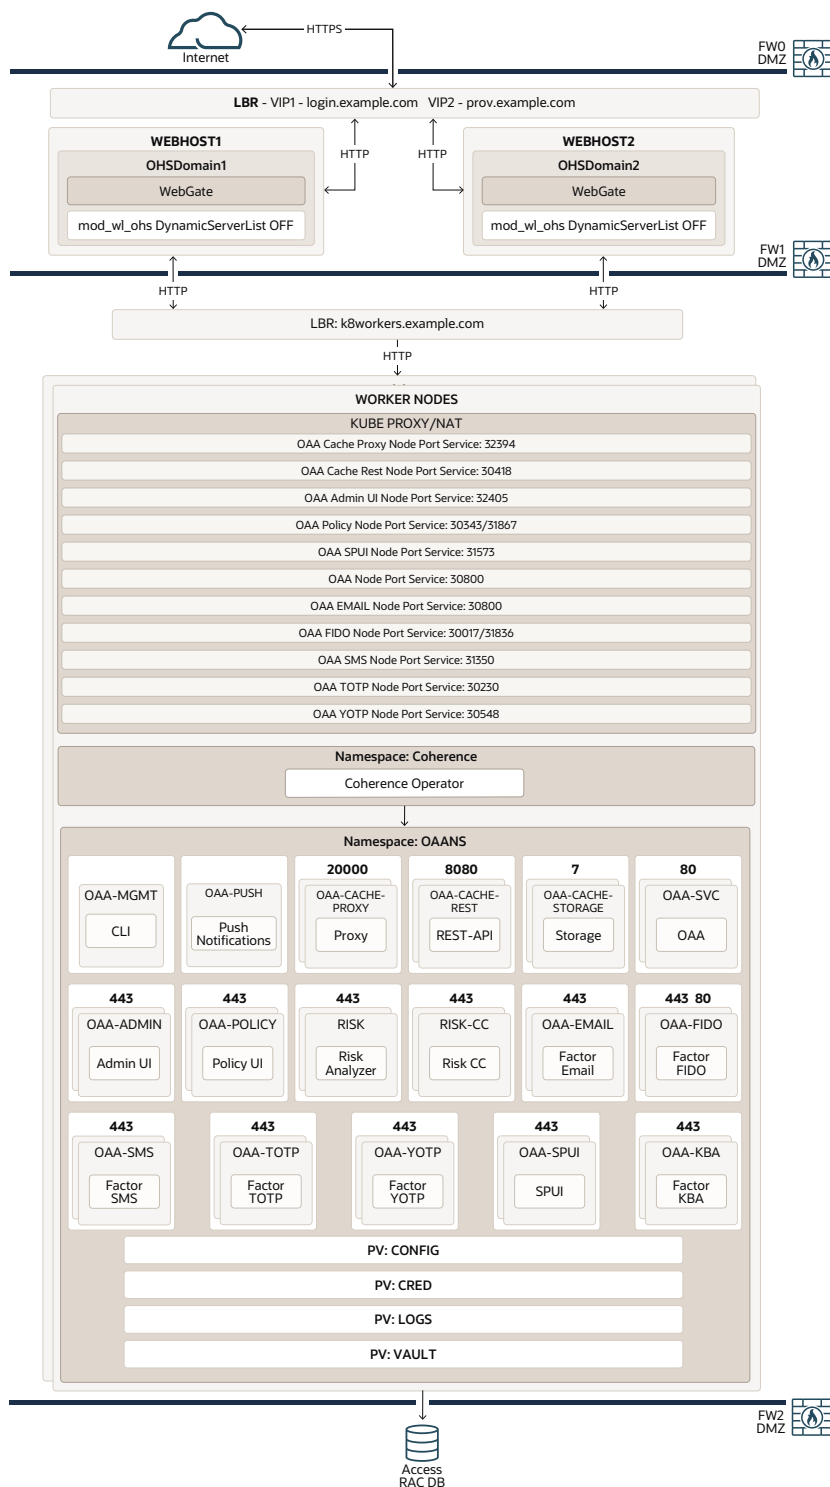 HTTPS
Internet
FW0
DMZ
LBR - VIP1 - login.example.com VIP2 - prov.example.com
WEBHOST1
OHSDomain1
WebGate
mod_wl_ohs DynamicServerList OFF
HTTP
HTTP
WEBHOST2
OHSDomain2
WebGate
mod_wl_ohs DynamicServerList OFF
FW1
DMZ
HTTP
HTTP
LBR: k8workers.example.com
HTTP
WORKER NODES
KUBE PROXY/NAT
OAA Cache Proxy Node Port Service: 32394
OAA Cache Rest Node Port Service: 30418
OAA Admin UI Node Port Service: 32405
OAA Policy Node Port Service: 30343/31867
OAA SPUI Node Port Service: 31573
OAA Node Port Service: 30800
OAA EMAIL Node Port Service: 30800
OAA FIDO Node Port Service: 30017/31836
OAA SMS Node Port Service: 31350
OAA TOTP Node Port Service: 30230
OAA YOTP Node Port Service: 30548
Namespace: Coherence
Coherence Operator
Namespace: OAANS
OAA-MGMT
CLI
OAA-PUSH
Push
Notifications
20000
OAA-CACHE-
PROXY
Proxy
8080
OAA-CACHE-
REST
REST-API
7
OAA-CACHE-
STORAGE
Storage
80
OAA-SVC
OAA
443
OAA-ADMIN
Admin UI
443
OAA-POLICY
Policy UI
443
RISK
Risk
Analyzer
443
RISK-CC
Risk CC
443
OAA-EMAIL
Factor
Email
443 80
OAA-FIDO
Factor
FIDO
443
OAA-SMS
Factor
SMS
443
OAA-TOTP
Factor
TOTP
443
OAA-YOTP
Factor
YOTP
443
OAA-SPUI
SPUI
443
OAA-KBA
Factor
KBA
PV: CONFIG
PV: CRED
PV: LOGS
PV: VAULT
FW2
DMZ
Access
RAC DB